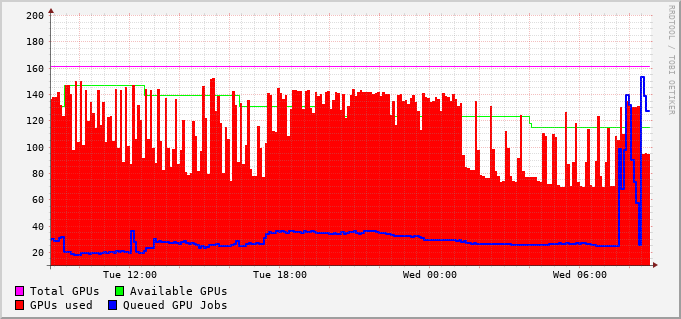 200
180
160
140
120
100
80
60
40
20
Tue 12:00 Tue 18:00 Wed 00:00 Wed 06:00
Total GPUs Available GPUs
GPUs used Queued GPU Jobs
RRDTOOL / TOBI OETIKER